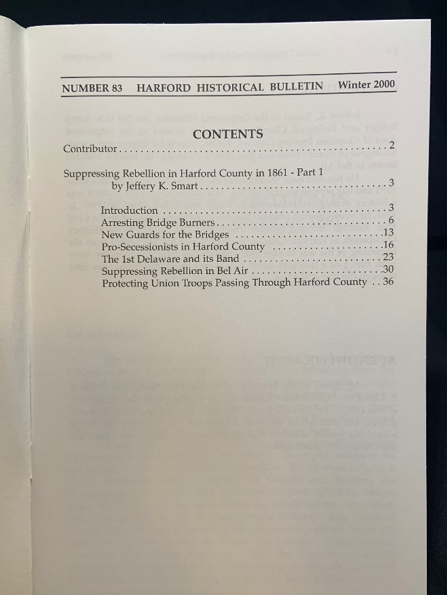 NUMBER 83 HARFORD HISTORICAL BULLETIN Winter 2000
CONTENTS
Contributor . . . . . . . . . . . . . . . . . . . . . . . . . . . . . . . . . . . . . . . . . . . 2
Suppressing Rebellion in Harford County in 1861 - Part 1
by Jeffery K. Smart . . . . . . . . . . . . . . . . . . . . . . . . . . . . . . 3
Introduction . . . . . . . . . . . . . . . . . . . . . . . . . . . . . . . . . . . . 3
Arresting Bridge Burners . . . . . . . . . . . . . . . . . . . . . . . . . . . 6
New Guards for the Bridges . . . . . . . . . . . . . . . . . . . . . . . . 13
Pro-Secessionists in Harford County . . . . . . . . . . . . . . . . . . 16
The 1st Delaware and its Band . . . . . . . . . . . . . . . . . . . . . . 23
Suppressing Rebellion in Bel Air . . . . . . . . . . . . . . . . . . . . . 30
Protecting Union Troops Passing Through Harford County . . 36